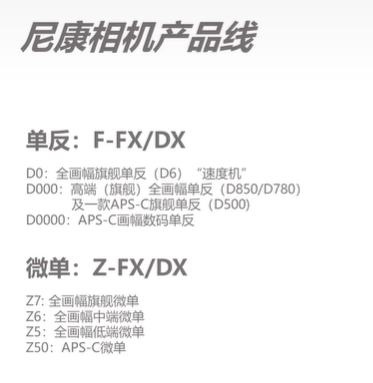 尼康相机产品线
单反：F-FX/DX
D0：全画幅旗舰单反（D6）“速度机”
D000：高端（旗舰）全画幅单反（D850/D780）
及一款APS-C旗舰单反（D500)
D0000：APS-C画幅数码单反
微单：Z-FX/DX
Z7: 全画幅旗舰微单
Z6：全画幅中端微单
Z5：全画幅低端微单
Z50：APS-C微单